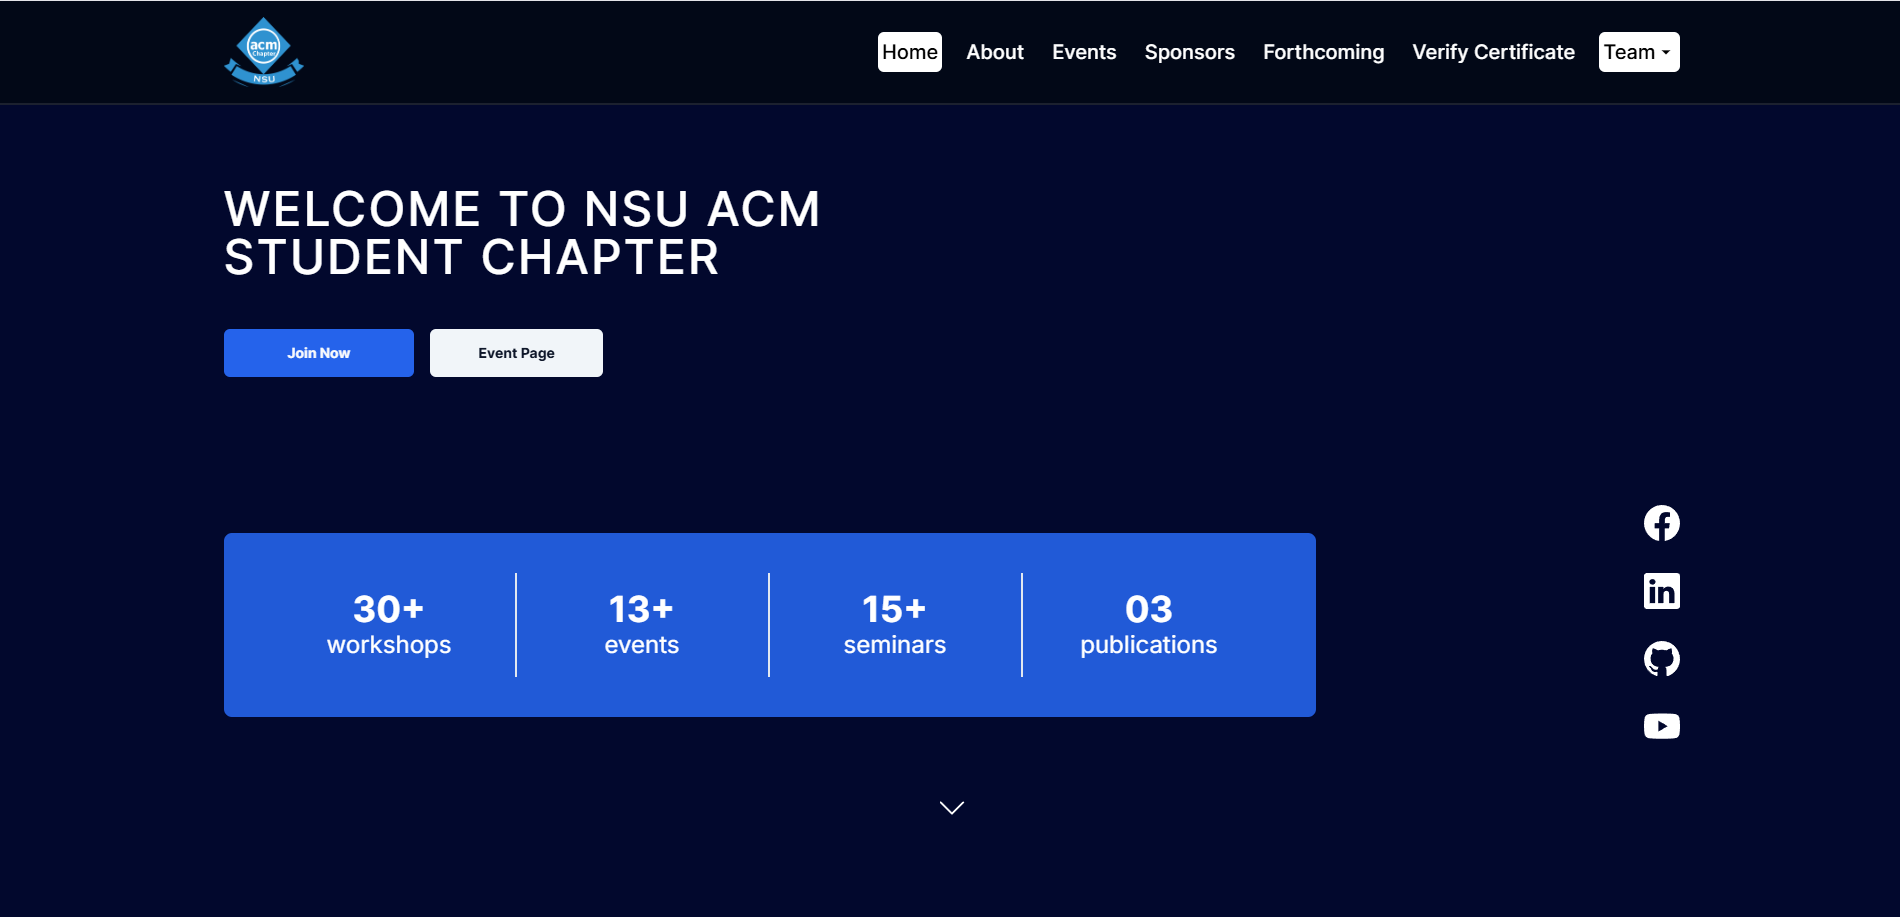 acm
Chapter
NSU
Home
About
Events
Sponsors
Forthcoming
Verify Certificate
Team
WELCOME TO NSU ACM
STUDENT CHAPTER
Join Now
Event Page
30+
workshops
13+
events
15+
seminars
03
publications